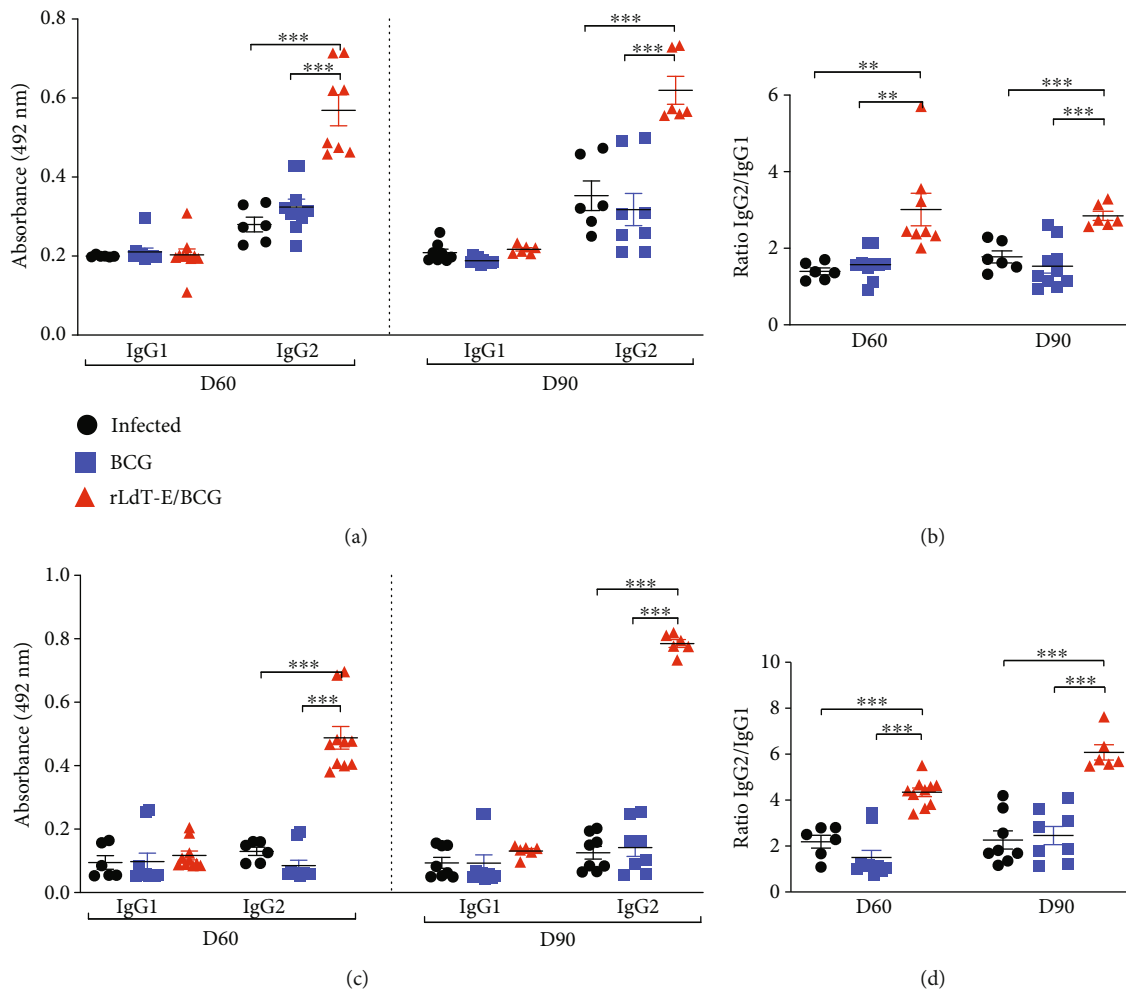 Absorbance (492 nm)
0.8
0.6
0.4
0.2
0.0
***
***
***
***
IgG1
IgG2
IgG1
IgG2
D60
D90
Infected
BCG
rLdT-E/BCG
(a)
Ratio IgG2/IgG1
6
4
2
0
**
**
***
***
D60
D90
(b)
Absorbance (492 nm)
1.0
0.8
0.6
0.4
0.2
0.0
***
***
***
***
IgG1
IgG2
IgG1
IgG2
D60
D90
(c)
Ratio IgG2/IgG1
10
8
6
4
2
0
***
***
***
***
D60
D90
(d)